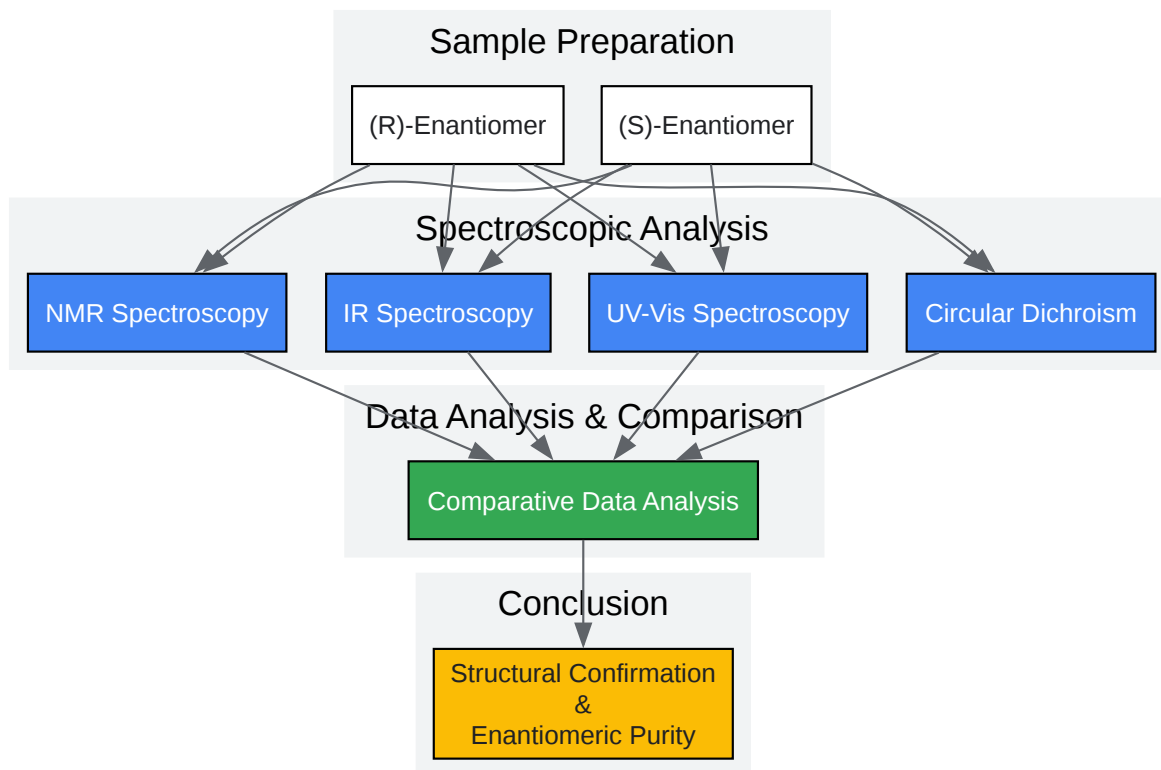 Sample Preparation
(R)-Enantiomer
(S)-Enantiomer
Spectroscopic Analysis
NMR Spectroscopy
IR Spectroscopy
UV-Vis Spectroscopy
Circular Dichroism
Data Analysis & Comparison
Comparative Data Analysis
Conclusion
Structural Confirmation
&
Enantiomeric Purity